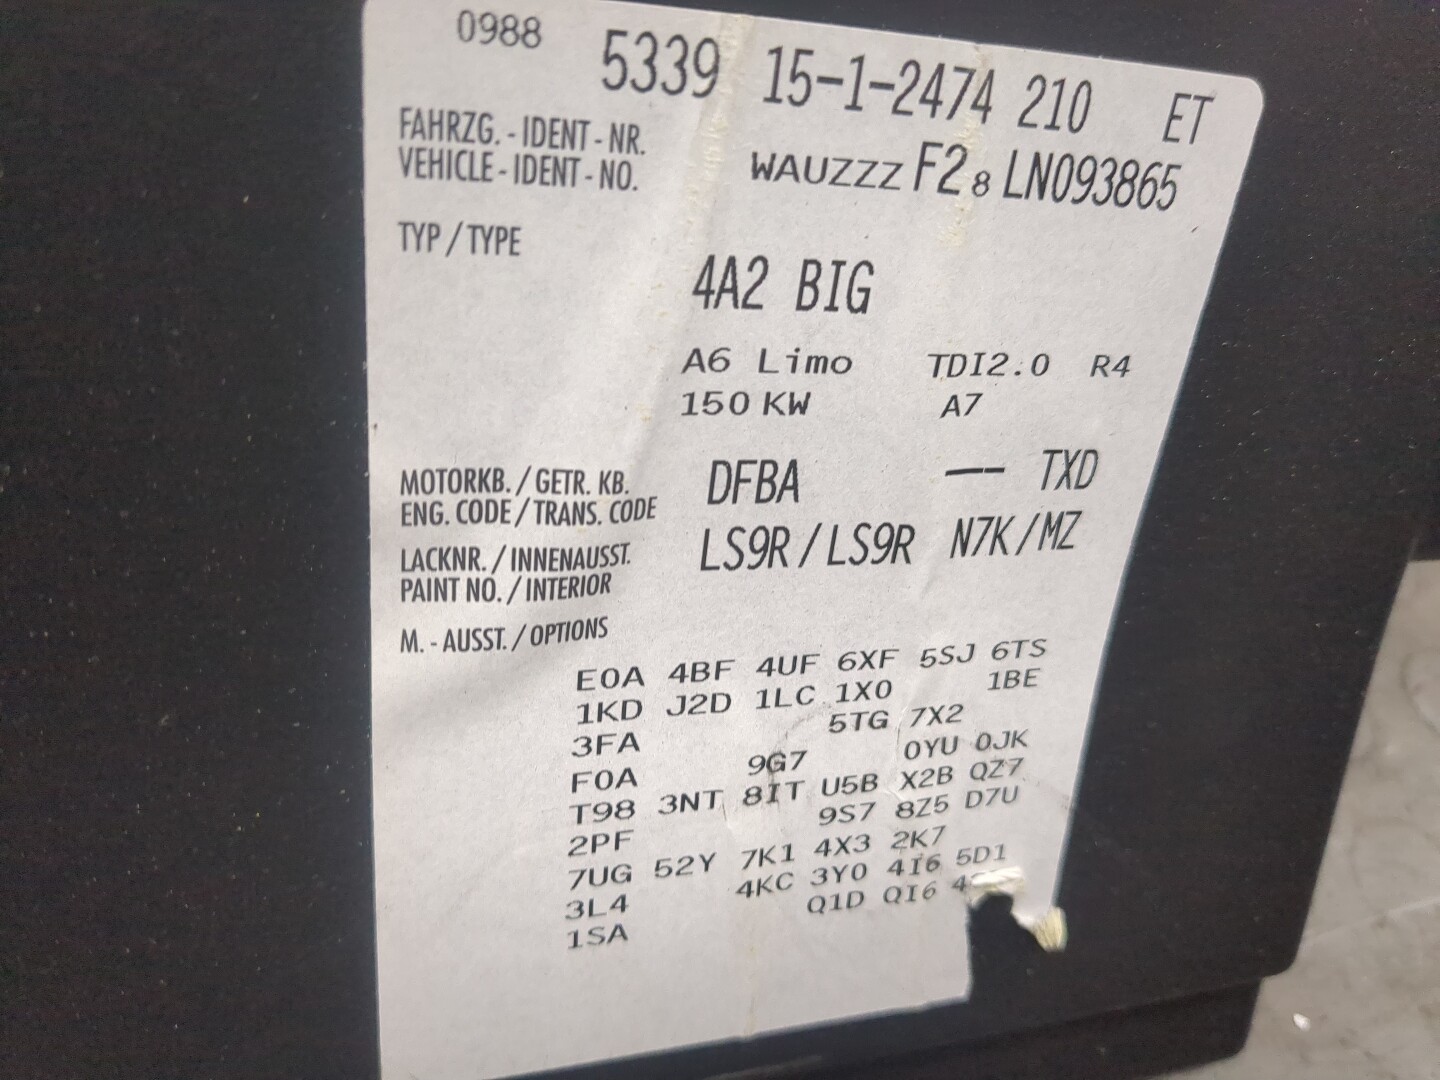 0988 5339 15-1-2474 210 ET
FAHRZG. - IDENT - NR.
VEHICLE - IDENT - NO. WAUZZZ F2 8 LN093865
TYP / TYPE
4A2 BIG
A6 Limo TDI2.0 R4
150 KW A7
MOTORKB. / GETR. KB. DFBA -- TXD
ENG. CODE / TRANS. CODE
LACKNR. / INNENAUSST. LS9R / LS9R N7K / MZ
PAINT NO. / INTERIOR
M. - AUSST. / OPTIONS
E0A 4BF 4UF 6XF 5SJ 6TS
1KD J2D 1LC 1X0 1BE
3FA 5TG 7X2
F0A 9G7 0YU 0JK
T98 3NT 8IT U5B X2B QZ7
2PF 9S7 8Z5 D7U
7UG 52Y 7K1 4X3 2K7
3L4 4KC 3Y0 4I6 5D1
1SA Q1D QI6